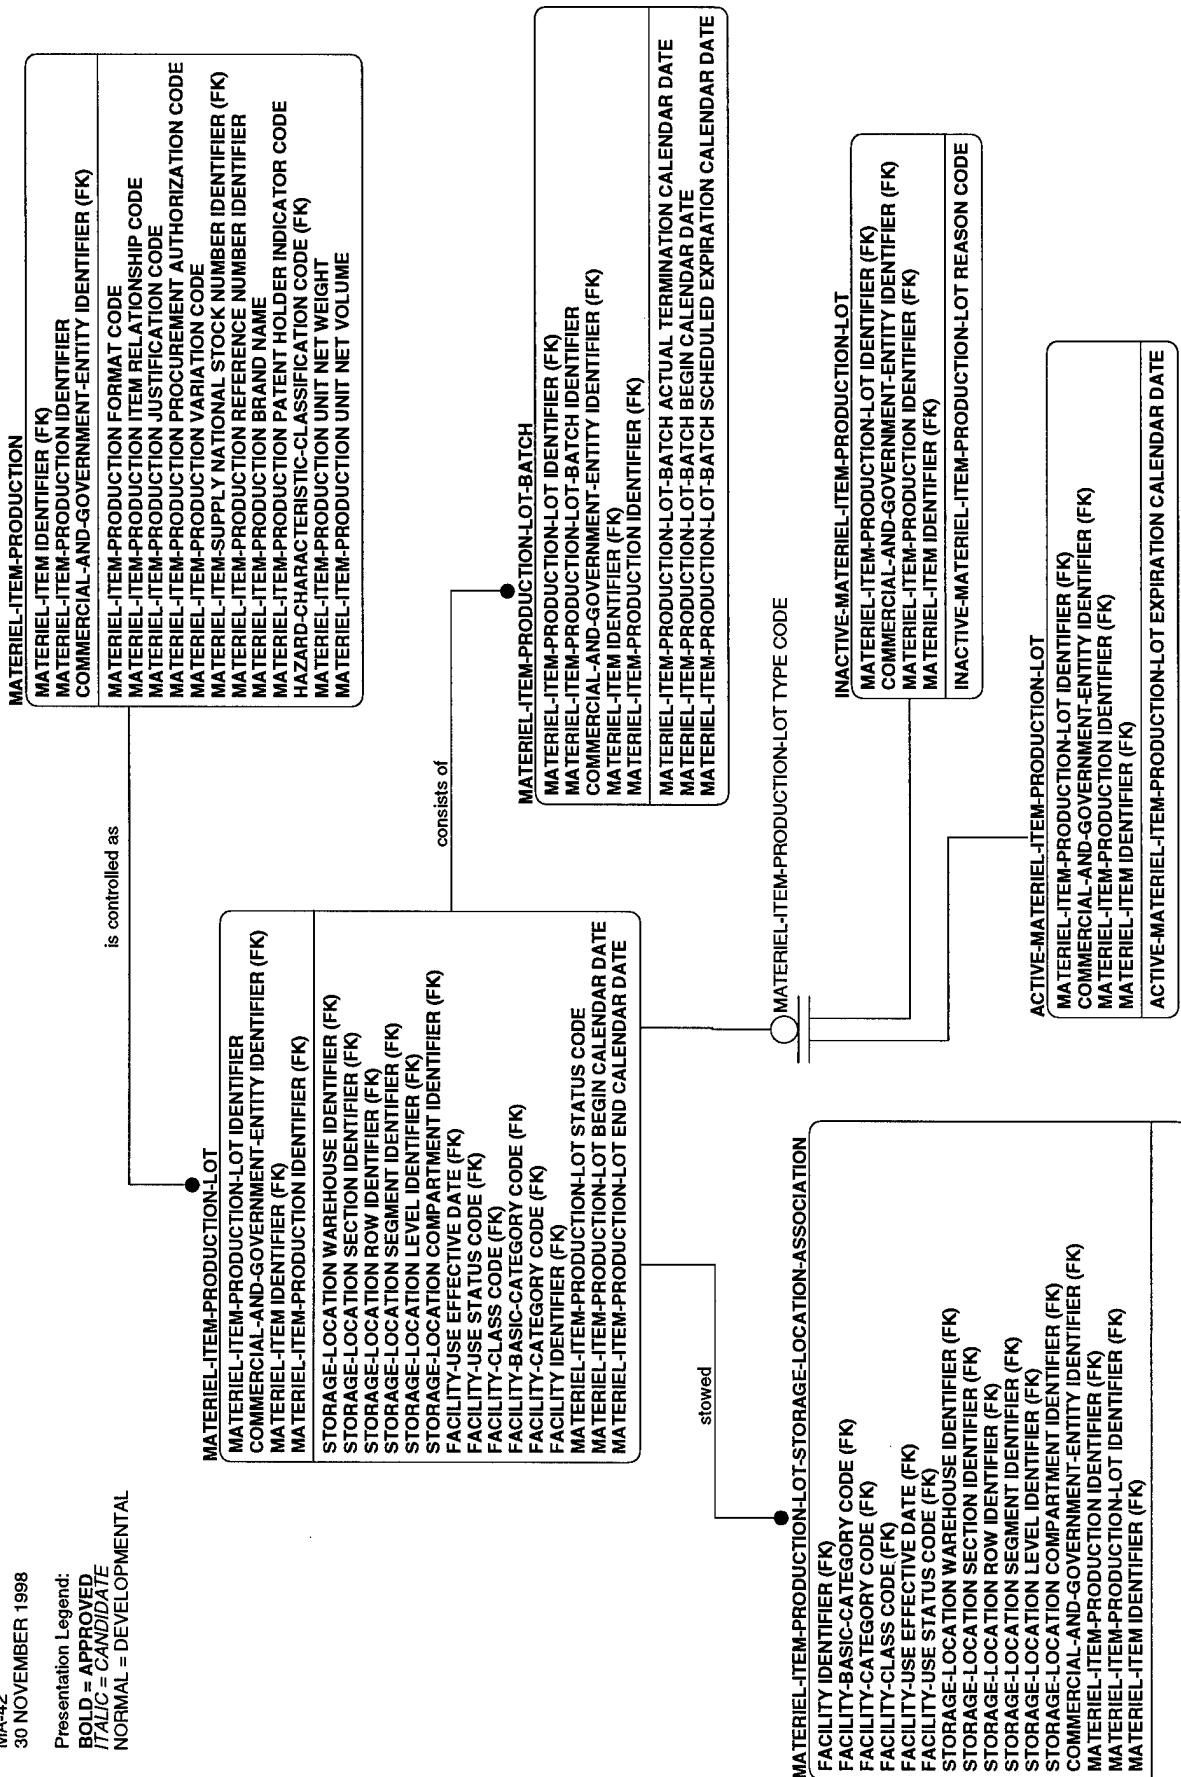 MA-42
30 NOVEMBER 1998
Presentation Legend:
BOLD = APPROVED
ITALIC = CANDIDATE
NORMAL = DEVELOPMENTAL
MATERIEL-ITEM-PRODUCTION
MATERIEL-ITEM IDENTIFIER (FK)
MATERIEL-ITEM-PRODUCTION IDENTIFIER
COMMERCIAL-AND-GOVERNMENT-ENTITY IDENTIFIER (FK)
MATERIEL-ITEM-PRODUCTION FORMAT CODE
MATERIEL-ITEM-PRODUCTION ITEM RELATIONSHIP CODE
MATERIEL-ITEM-PRODUCTION JUSTIFICATION CODE
MATERIEL-ITEM-PRODUCTION PROCUREMENT AUTHORIZATION CODE
MATERIEL-ITEM-PRODUCTION VARIATION CODE
MATERIEL-ITEM-SUPPLY NATIONAL STOCK NUMBER IDENTIFIER (FK)
MATERIEL-ITEM-PRODUCTION REFERENCE NUMBER IDENTIFIER
MATERIEL-ITEM-PRODUCTION BRAND NAME
MATERIEL-ITEM-PRODUCTION PATENT HOLDER INDICATOR CODE
HAZARD-CHARACTERISTIC-CLASSIFICATION CODE (FK)
MATERIEL-ITEM-PRODUCTION UNIT NET WEIGHT
MATERIEL-ITEM-PRODUCTION UNIT NET VOLUME
is controlled as
MATERIEL-ITEM-PRODUCTION-LOT
MATERIEL-ITEM-PRODUCTION-LOT IDENTIFIER
COMMERCIAL-AND-GOVERNMENT-ENTITY IDENTIFIER (FK)
MATERIEL-ITEM IDENTIFIER (FK)
MATERIEL-ITEM-PRODUCTION IDENTIFIER (FK)
STORAGE-LOCATION WAREHOUSE IDENTIFIER (FK)
STORAGE-LOCATION SECTION IDENTIFIER (FK)
STORAGE-LOCATION ROW IDENTIFIER (FK)
STORAGE-LOCATION SEGMENT IDENTIFIER (FK)
STORAGE-LOCATION LEVEL IDENTIFIER (FK)
STORAGE-LOCATION COMPARTMENT IDENTIFIER (FK)
FACILITY-USE EFFECTIVE DATE (FK)
FACILITY-USE STATUS CODE (FK)
FACILITY-CLASS CODE (FK)
FACILITY-BASIC-CATEGORY CODE (FK)
FACILITY-CATEGORY CODE (FK)
FACILITY IDENTIFIER (FK)
MATERIEL-ITEM-PRODUCTION-LOT STATUS CODE
MATERIEL-ITEM-PRODUCTION-LOT BEGIN CALENDAR DATE
MATERIEL-ITEM-PRODUCTION-LOT END CALENDAR DATE
consists of
MATERIEL-ITEM-PRODUCTION-LOT-BATCH
MATERIEL-ITEM-PRODUCTION-LOT IDENTIFIER (FK)
MATERIEL-ITEM-PRODUCTION-LOT-BATCH IDENTIFIER
COMMERCIAL-AND-GOVERNMENT-ENTITY IDENTIFIER (FK)
MATERIEL-ITEM IDENTIFIER (FK)
MATERIEL-ITEM-PRODUCTION IDENTIFIER (FK)
MATERIEL-ITEM-PRODUCTION-LOT-BATCH ACTUAL TERMINATION CALENDAR DATE
MATERIEL-ITEM-PRODUCTION-LOT-BATCH BEGIN CALENDAR DATE
MATERIEL-ITEM-PRODUCTION-LOT-BATCH SCHEDULED EXPIRATION CALENDAR DATE
stowed
MATERIEL-ITEM-PRODUCTION-LOT TYPE CODE
MATERIEL-ITEM-PRODUCTION-LOT-STORAGE-LOCATION-ASSOCIATION
FACILITY IDENTIFIER (FK)
FACILITY-BASIC-CATEGORY CODE (FK)
FACILITY-CATEGORY CODE (FK)
FACILITY-CLASS CODE (FK)
FACILITY-USE EFFECTIVE DATE (FK)
FACILITY-USE STATUS CODE (FK)
STORAGE-LOCATION WAREHOUSE IDENTIFIER (FK)
STORAGE-LOCATION SECTION IDENTIFIER (FK)
STORAGE-LOCATION ROW IDENTIFIER (FK)
STORAGE-LOCATION SEGMENT IDENTIFIER (FK)
STORAGE-LOCATION LEVEL IDENTIFIER (FK)
STORAGE-LOCATION COMPARTMENT IDENTIFIER (FK)
COMMERCIAL-AND-GOVERNMENT-ENTITY IDENTIFIER (FK)
MATERIEL-ITEM-PRODUCTION IDENTIFIER (FK)
MATERIEL-ITEM-PRODUCTION-LOT IDENTIFIER (FK)
MATERIEL-ITEM IDENTIFIER (FK)
INACTIVE-MATERIEL-ITEM-PRODUCTION-LOT
MATERIEL-ITEM-PRODUCTION-LOT IDENTIFIER (FK)
COMMERCIAL-AND-GOVERNMENT-ENTITY IDENTIFIER (FK)
MATERIEL-ITEM-PRODUCTION IDENTIFIER (FK)
MATERIEL-ITEM IDENTIFIER (FK)
INACTIVE-MATERIEL-ITEM-PRODUCTION-LOT REASON CODE
ACTIVE-MATERIEL-ITEM-PRODUCTION-LOT
MATERIEL-ITEM-PRODUCTION-LOT IDENTIFIER (FK)
COMMERCIAL-AND-GOVERNMENT-ENTITY IDENTIFIER (FK)
MATERIEL-ITEM-PRODUCTION IDENTIFIER (FK)
MATERIEL-ITEM IDENTIFIER (FK)
ACTIVE-MATERIEL-ITEM-PRODUCTION-LOT EXPIRATION CALENDAR DATE